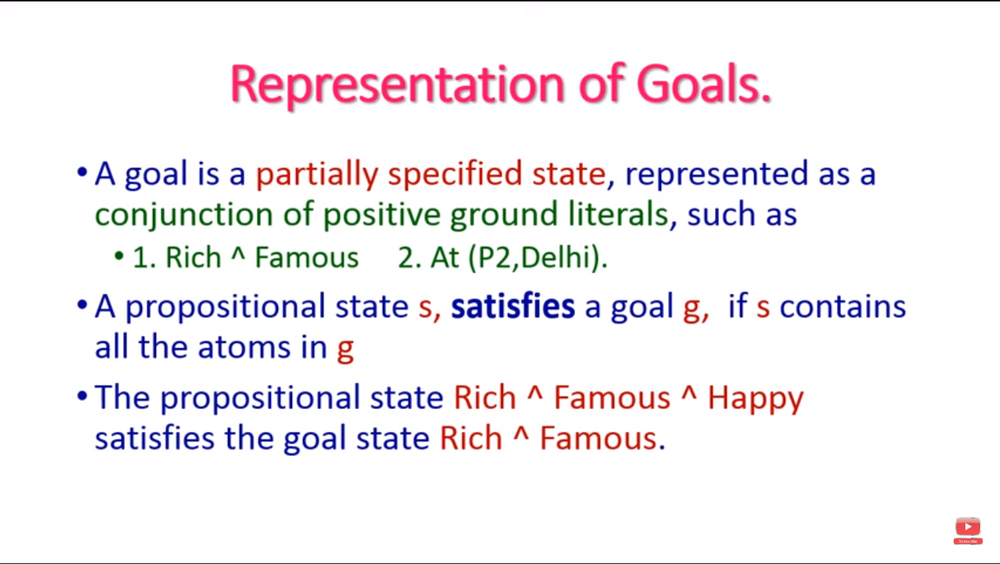 Representation of Goals.
• A goal is a partially specified state, represented as a
conjunction of positive ground literals, such as
• 1. Rich ^ Famous 2. At (P2,Delhi).
• A propositional state s, satisfies a goal g, if s contains
all the atoms in g
• The propositional state Rich ^ Famous ^ Happy
satisfies the goal state Rich ^ Famous.
Subscribe